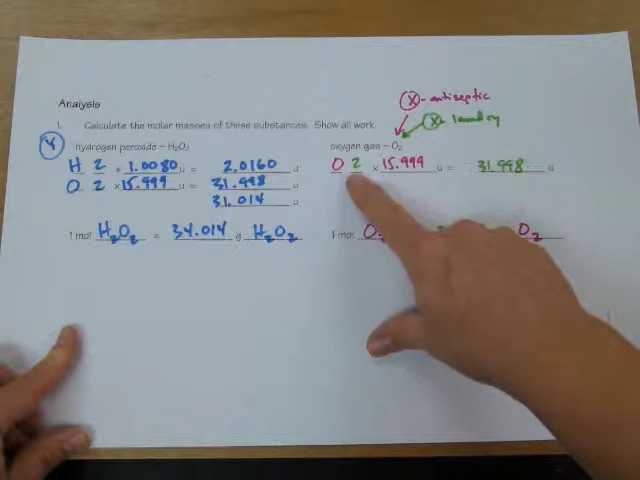 Analysis
1. Calculate the molar masses of these substances. Show all work.
Ⓧ - antiseptic
Ⓧ - laundry
Y hydrogen peroxide – H₂O₂
H 2 × 1.0080 u = 2.0160 u
O 2 × 15.999 u = 31.998 u
31.014 u
1 mol H₂O₂ = 34.014 g H₂O₂
oxygen gas – O₂
O 2 × 15.999 u = 31.998 u
1 mol O O₂